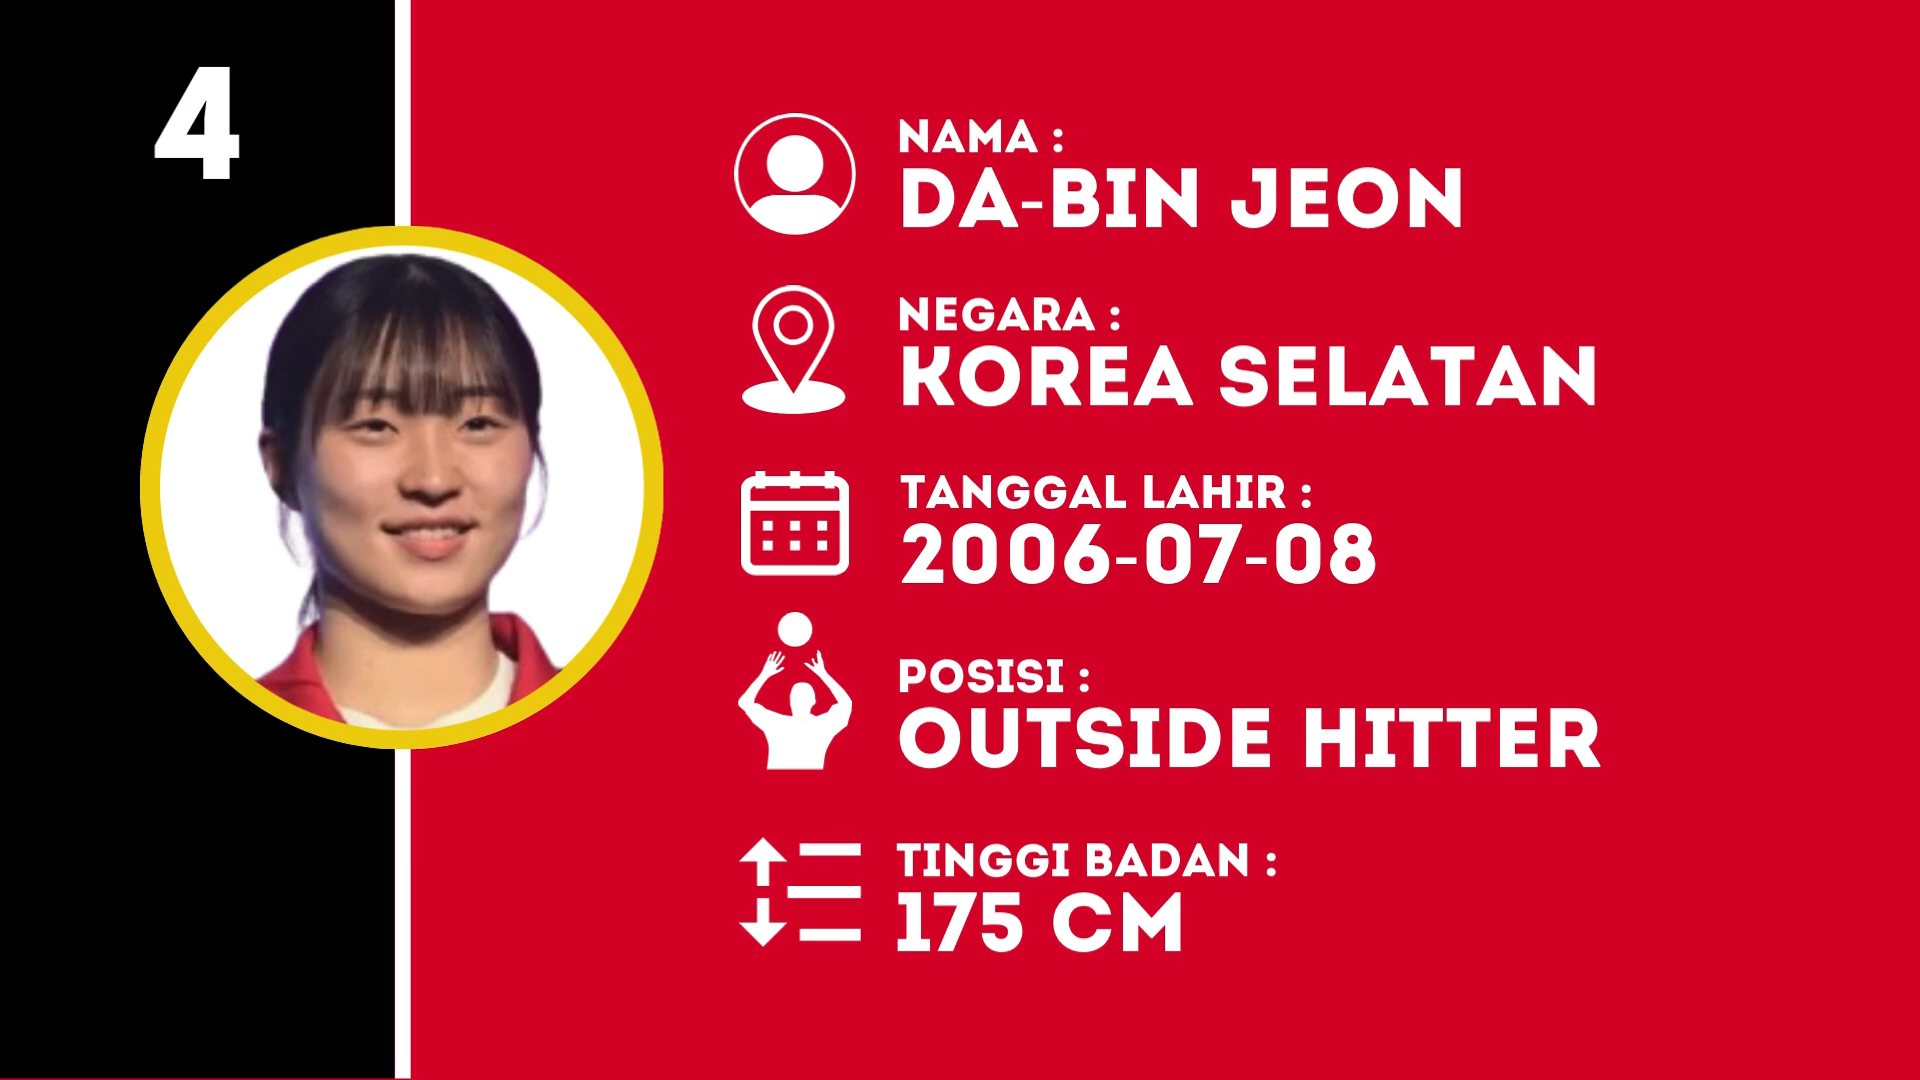 4
NAMA :
DA-BIN JEON
NEGARA :
KOREA SELATAN
TANGGAL LAHIR :
2006-07-08
POSISI :
OUTSIDE HITTER
TINGGI BADAN :
175 CM